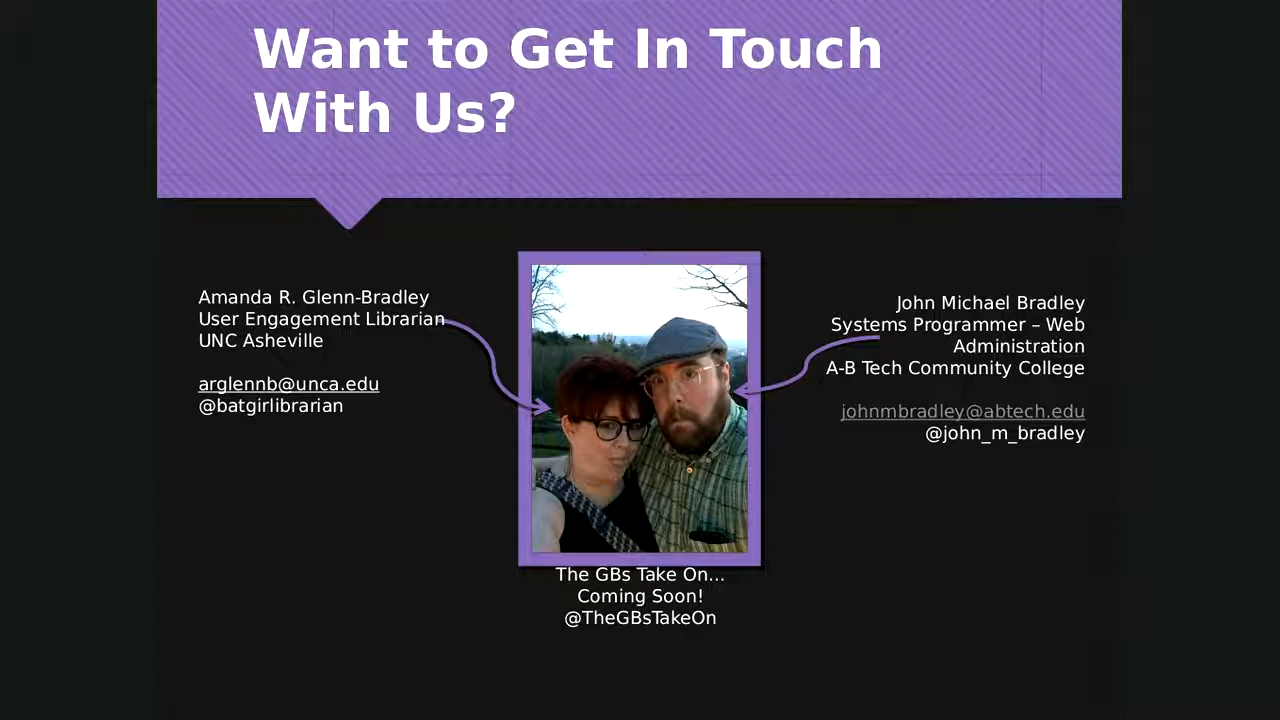 Want to Get In Touch
With Us?
Amanda R. Glenn-Bradley
User Engagement Librarian
UNC Asheville
arglennb@unca.edu
@batgirlibrarian
John Michael Bradley
Systems Programmer – Web
Administration
A-B Tech Community College
johnmbradley@abtech.edu
@john_m_bradley
The GBs Take On...
Coming Soon!
@TheGBsTakeOn